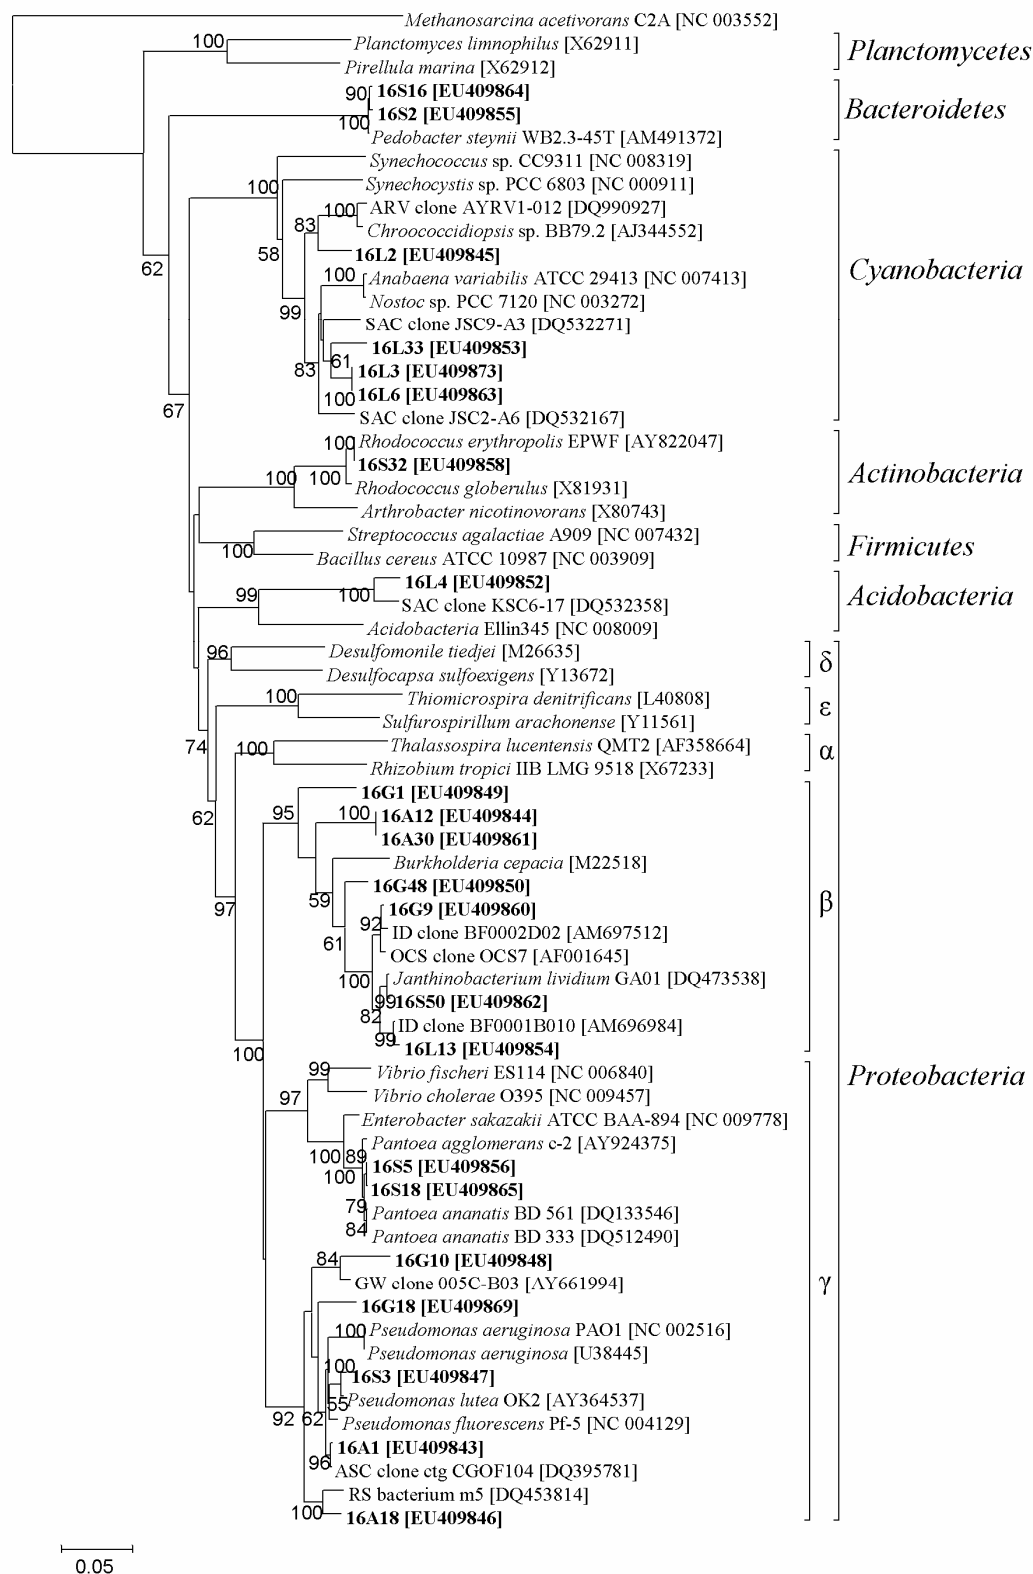 Methanosarcina acetivorans C2A [NC 003552]
100
Planctomyces limnophilus [X62911]
Pirellula marina [X62912]
Planctomycetes
90
16S16 [EU409864]
16S2 [EU409855]
100
Pedobacter steynii WB2.3-45T [AM491372]
Bacteroidetes
Synechococcus sp. CC9311 [NC 008319]
100
Synechocystis sp. PCC 6803 [NC 000911]
100
ARV clone AYRV1-012 [DQ990927]
83
Chroococcidiopsis sp. BB79.2 [AJ344552]
58
16L2 [EU409845]
62
Cyanobacteria
100
Anabaena variabilis ATCC 29413 [NC 007413]
Nostoc sp. PCC 7120 [NC 003272]
99
SAC clone JSC9-A3 [DQ532271]
16L33 [EU409853]
61
83
16L3 [EU409873]
100
16L6 [EU409863]
67
SAC clone JSC2-A6 [DQ532167]
100
Rhodococcus erythropolis EPWF [AY822047]
16S32 [EU409858]
100
100
Rhodococcus globerulus [X81931]
Actinobacteria
Arthrobacter nicotinovorans [X80743]
Streptococcus agalactiae A909 [NC 007432]
100
Bacillus cereus ATCC 10987 [NC 003909]
Firmicutes
16L4 [EU409852]
99
100
SAC clone KSC6-17 [DQ532358]
Acidobacteria
Acidobacteria Ellin345 [NC 008009]
96
Desulfomonile tiedjei [M26635]
Desulfocapsa sulfoexigens [Y13672]
δ
100
Thiomicrospira denitrificans [L40808]
Sulfurospirillum arachonense [Y11561]
ε
74
100
Thalassospira lucentensis QMT2 [AF358664]
Rhizobium tropici IIB LMG 9518 [X67233]
α
16G1 [EU409849]
62
95
100
16A12 [EU409844]
16A30 [EU409861]
Burkholderia cepacia [M22518]
59
16G48 [EU409850]
97
92
16G9 [EU409860]
β
ID clone BF0002D02 [AM697512]
61
OCS clone OCS7 [AF001645]
100
Janthinobacterium lividium GA01 [DQ473538]
99
16S50 [EU409862]
82
ID clone BF0001B010 [AM696984]
99
16L13 [EU409854]
100
99
Vibrio fischeri ES114 [NC 006840]
Proteobacteria
97
Vibrio cholerae O395 [NC 009457]
Enterobacter sakazakii ATCC BAA-894 [NC 009778]
Pantoea agglomerans c-2 [AY924375]
100
89
16S5 [EU409856]
100
16S18 [EU409865]
79
Pantoea ananatis BD 561 [DQ133546]
84
Pantoea ananatis BD 333 [DQ512490]
84
16G10 [EU409848]
GW clone 005C-B03 [AY661994]
γ
16G18 [EU409869]
100
Pseudomonas aeruginosa PAO1 [NC 002516]
Pseudomonas aeruginosa [U38445]
100
16S3 [EU409847]
55
Pseudomonas lutea OK2 [AY364537]
92
62
Pseudomonas fluorescens Pf-5 [NC 004129]
16A1 [EU409843]
96
ASC clone ctg CGOF104 [DQ395781]
RS bacterium m5 [DQ453814]
100
16A18 [EU409846]
0.05